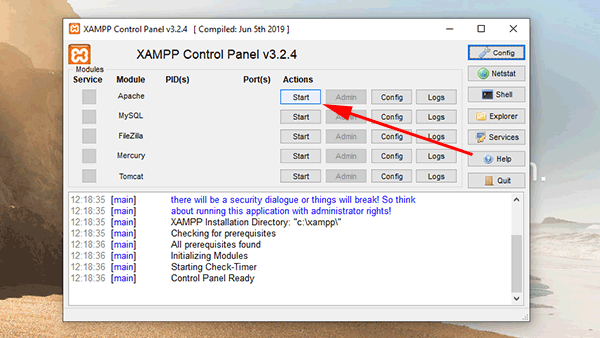 XAMPP Control Panel v3.2.4 [ Compiled: Jun 5th 2019 ]
XAMPP Control Panel v3.2.4
Config
Modules
Service Module PID(s) Port(s) Actions
Netstat
Apache Start Admin Config Logs
Shell
MySQL Start Admin Config Logs
Explorer
FileZilla Start Admin Config Logs
Services
Mercury Start Admin Config Logs
Help
Tomcat Start Admin Config Logs
Quit
12:18:35 [main] there will be a security dialogue or things will break! So think
12:18:35 [main] about running this application with administrator rights!
12:18:35 [main] XAMPP Installation Directory: "c:\xampp\"
12:18:35 [main] Checking for prerequisites
12:18:36 [main] All prerequisites found
12:18:36 [main] Initializing Modules
12:18:36 [main] Starting Check-Timer
12:18:36 [main] Control Panel Ready